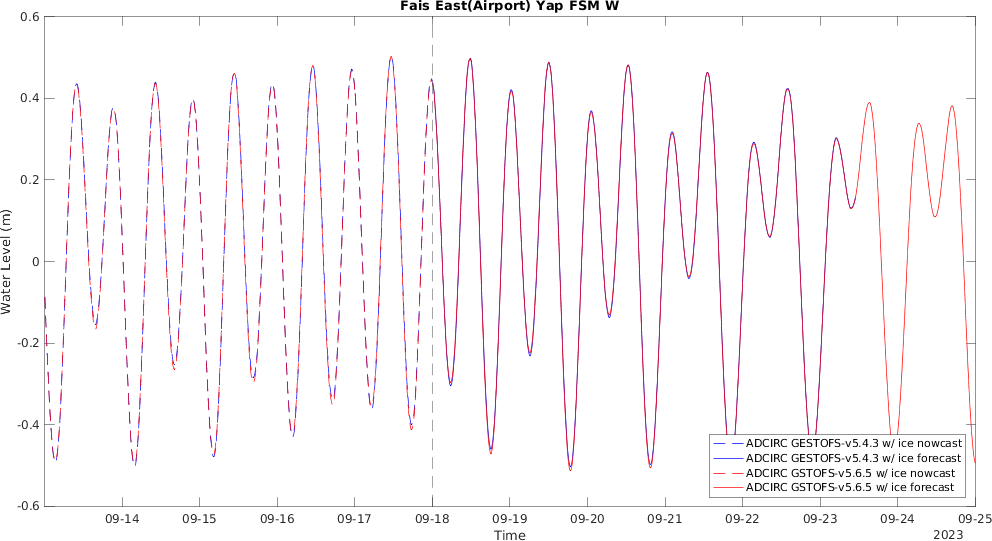 Fais East(Airport) Yap FSM W
0.6
0.4
0.2
0
-0.2
-0.4
-0.6
Water Level (m)
09-14
09-15
09-16
09-17
09-18
09-19
09-20
09-21
09-22
09-23
09-24
09-25
Time
2023
ADCIRC GESTOFS-v5.4.3 w/ ice nowcast
ADCIRC GESTOFS-v5.4.3 w/ ice forecast
ADCIRC GSTOFS-v5.6.5 w/ ice nowcast
ADCIRC GSTOFS-v5.6.5 w/ ice forecast